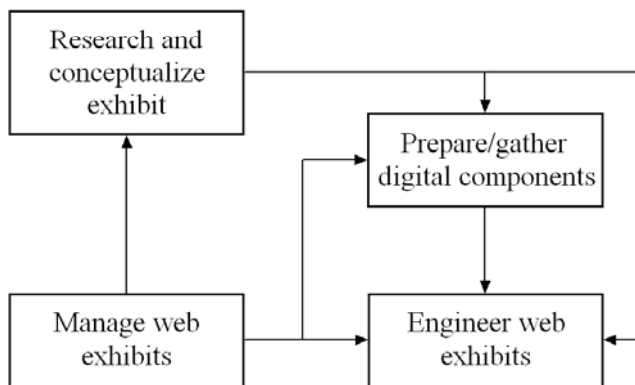 Research and
conceptualize
exhibit
Prepare/gather
digital components
Manage web
exhibits
Engineer web
exhibits